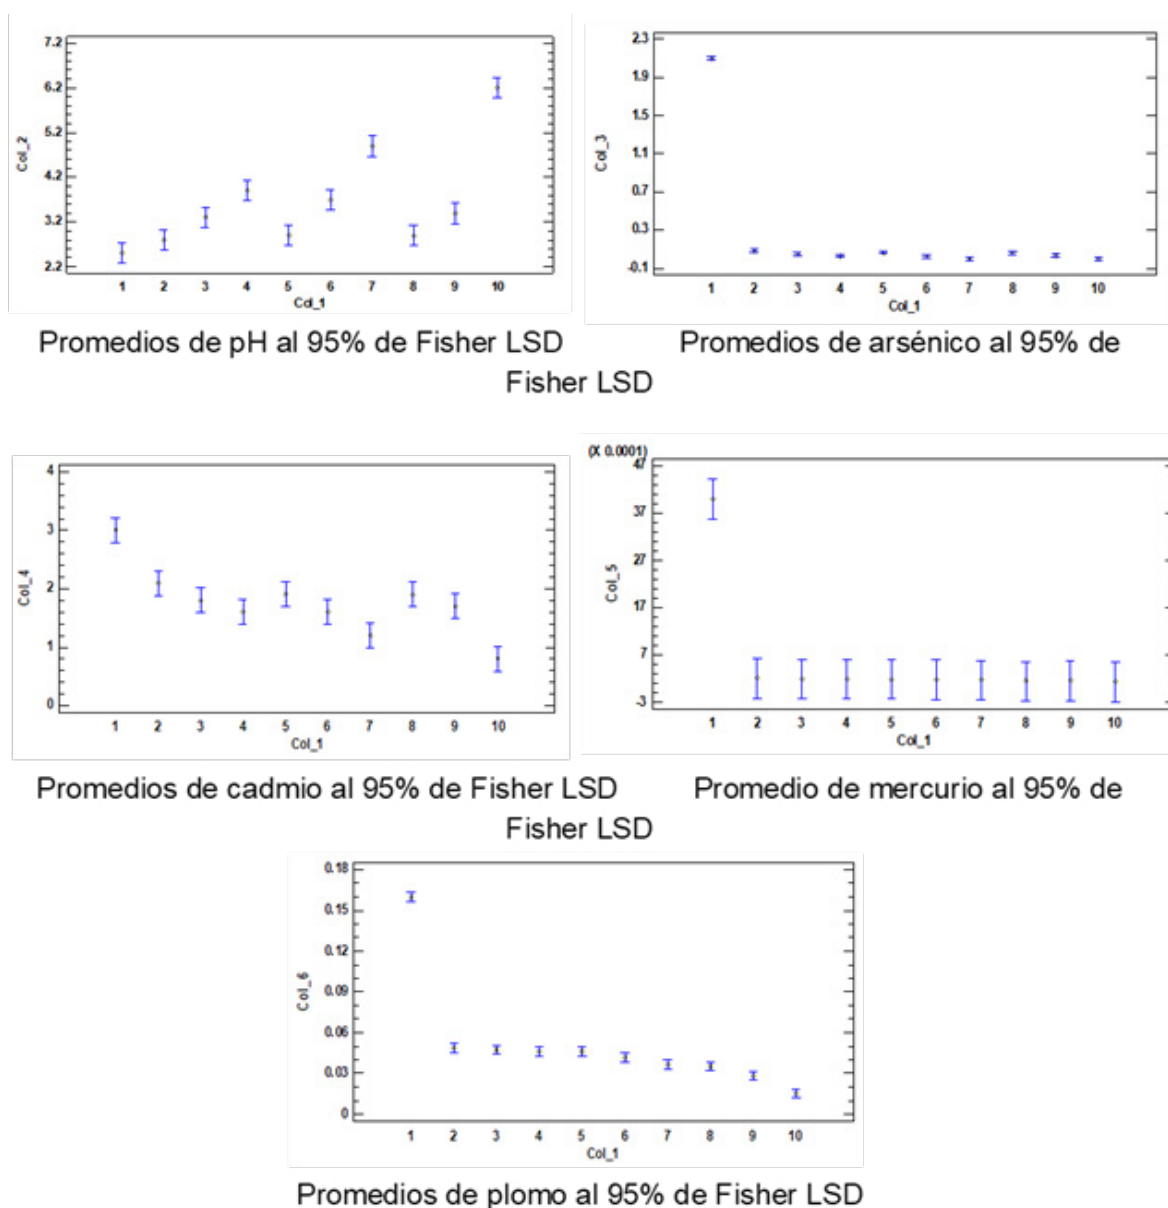 7.2
6.2
5.2
4.2
3.2
2.2
Col_2
1 2 3 4 5 6 7 8 9 10
Col_1
2.3
1.9
1.5
1.1
0.7
0.3
-0.1
Col_3
1 2 3 4 5 6 7 8 9 10
Col_1
Promedios de pH al 95% de Fisher LSD Promedios de arsénico al 95% de
Fisher LSD
4
3
2
1
0
Col_4
1 2 3 4 5 6 7 8 9 10
Col_1
(X 0.0001)
47
37
27
17
7
-3
Col_5
1 2 3 4 5 6 7 8 9 10
Col_1
Promedios de cadmio al 95% de Fisher LSD Promedio de mercurio al 95% de
Fisher LSD
0.18
0.15
0.12
0.09
0.06
0.03
0
Col_6
1 2 3 4 5 6 7 8 9 10
Col_1
Promedios de plomo al 95% de Fisher LSD